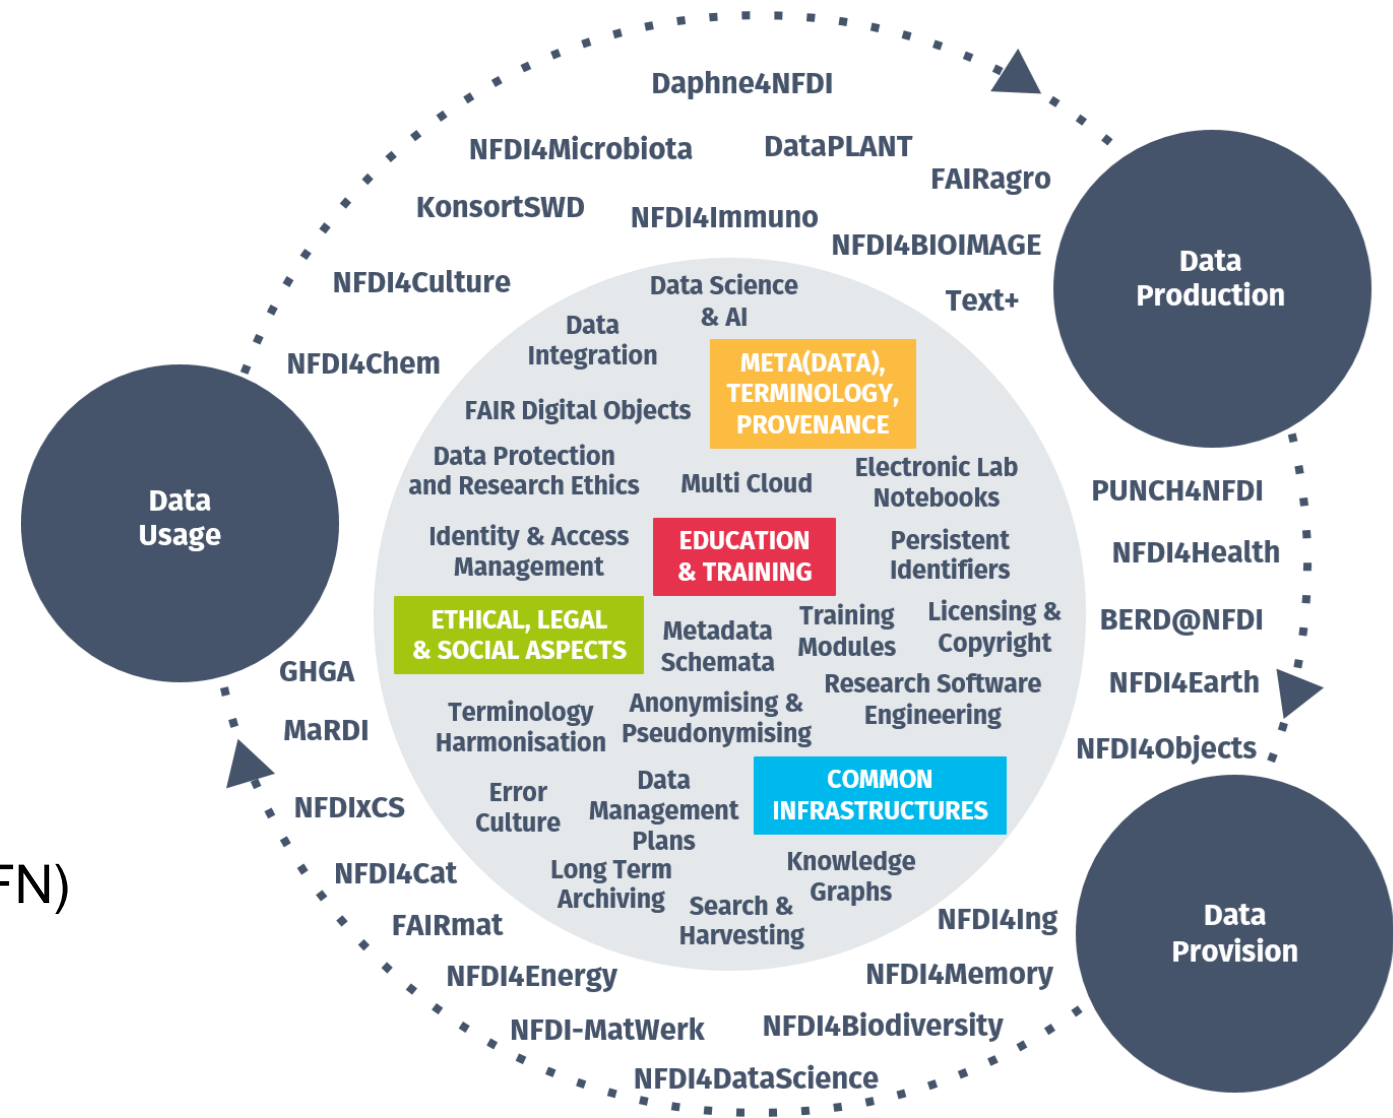 Daphne4NFDI
NFDI4Microbiota
DataPLANT
FAIRagro
KonsortSWD
NFDI4Immuno
NFDI4BIOIMAGE
NFDI4Culture
Text+
NFDI4Chem
Data
Production
Data
Usage
Data Science
& AI
Data
Integration
META(DATA),
TERMINOLOGY,
PROVENANCE
FAIR Digital Objects
Data Protection
and Research Ethics
Multi Cloud
Electronic Lab
Notebooks
Identity & Access
Management
EDUCATION
& TRAINING
Persistent
Identifiers
ETHICAL, LEGAL
& SOCIAL ASPECTS
Metadata
Schemata
Training
Modules
Licensing &
Copyright
Terminology
Harmonisation
Anonymising &
Pseudonymising
Research Software
Engineering
Error
Culture
Data
Management
Plans
COMMON
INFRASTRUCTURES
Long Term
Archiving
Search &
Harvesting
Knowledge
Graphs
PUNCH4NFDI
NFDI4Health
BERD@NFDI
NFDI4Earth
NFDI4Objects
Data
Provision
GHGA
MaRDI
NFDIxCS
NFDI4Cat
FAIRmat
NFDI4Energy
NFDI-MatWerk
NFDI4DataScience
NFDI4Biodiversity
NFDI4Memory
NFDI4Ing
FN)